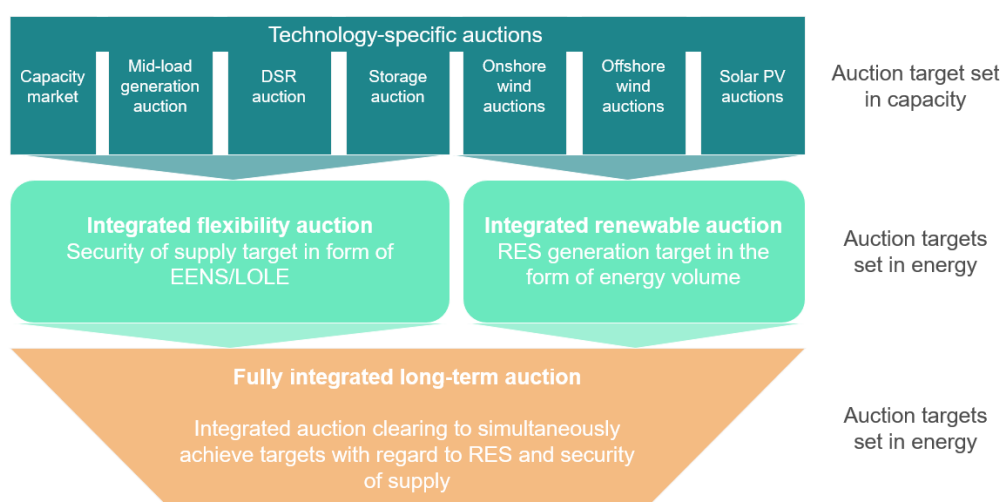 Technology-specific auctions
Capacity
market
Mid-load
generation
auction
DSR
auction
Storage
auction
Onshore
wind
auctions
Offshore
wind
auctions
Solar PV
auctions
Auction target set
in capacity
Integrated flexibility auction
Security of supply target in form of
EENS/LOLE
Integrated renewable auction
RES generation target in the
form of energy volume
Auction targets
set in energy
Fully integrated long-term auction
Integrated auction clearing to simultaneously
achieve targets with regard to RES and security
of supply
Auction targets
set in energy